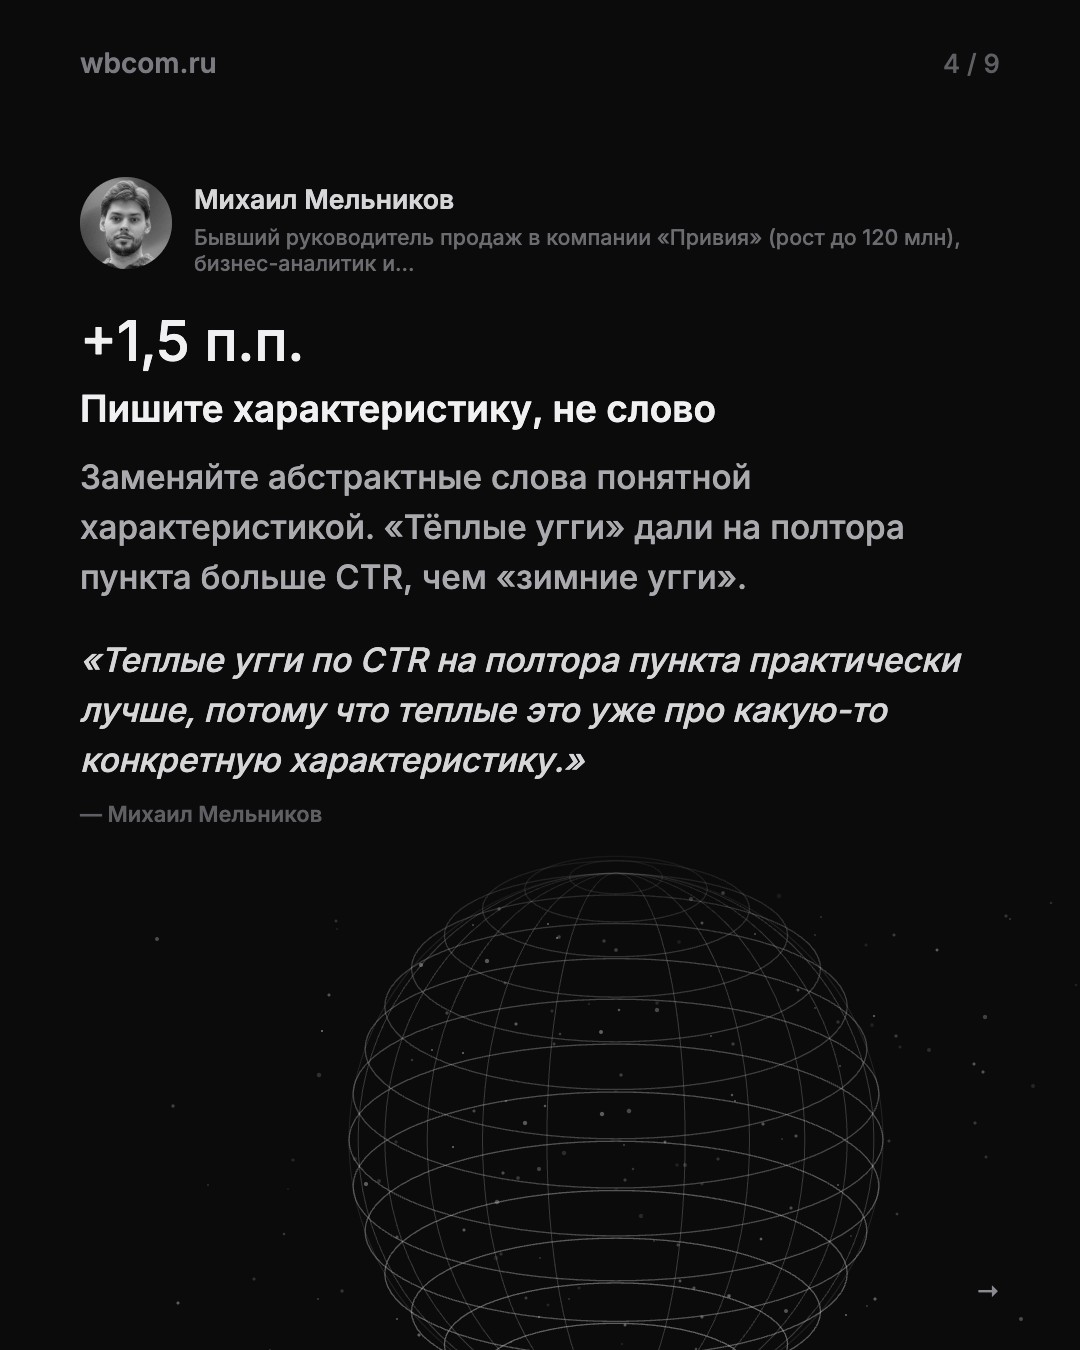 wbcom.ru
4 / 9
Михаил Мельников
Бывший руководитель продаж в компании «Привия» (рост до 120 млн),
бизнес-аналитик и...
+1,5 п.п.
Пишите характеристику, не слово
Заменяйте абстрактные слова понятной
характеристикой. «Тёплые угги» дали на полтора
пункта больше CTR, чем «зимние угги».
«Теплые угги по CTR на полтора пункта практически
лучше, потому что теплые это уже про какую-то
конкретную характеристику.»
— Михаил Мельников
→